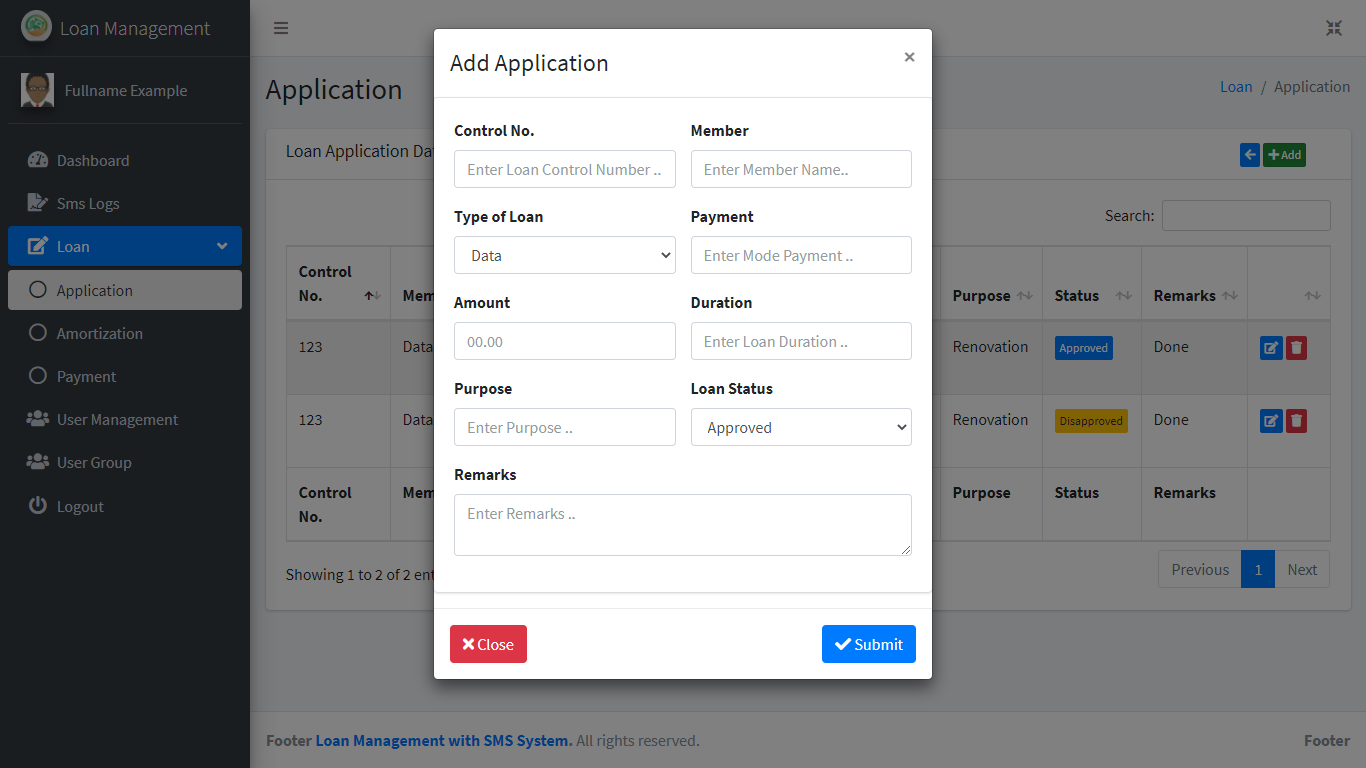 Loan Management
Fullname Example
Dashboard
Sms Logs
Loan
Application
Amortization
Payment
User Management
User Group
Logout
Application
Loan / Application
Loan Application Da
Add
Search:
Control No.
Mem
Purpose
Status
Remarks
123
Data
Renovation
Approved
Done
123
Data
Renovation
Disapproved
Done
Control No.
Mem
Purpose
Status
Remarks
Showing 1 to 2 of 2 ent
Previous
1
Next
Footer Loan Management with SMS System. All rights reserved.
Footer
Add Application
×
Control No.
Member
Enter Loan Control Number ..
Enter Member Name..
Type of Loan
Payment
Data
Enter Mode Payment ..
Amount
Duration
00.00
Enter Loan Duration ..
Purpose
Loan Status
Enter Purpose ..
Approved
Remarks
Enter Remarks ..
Close
Submit